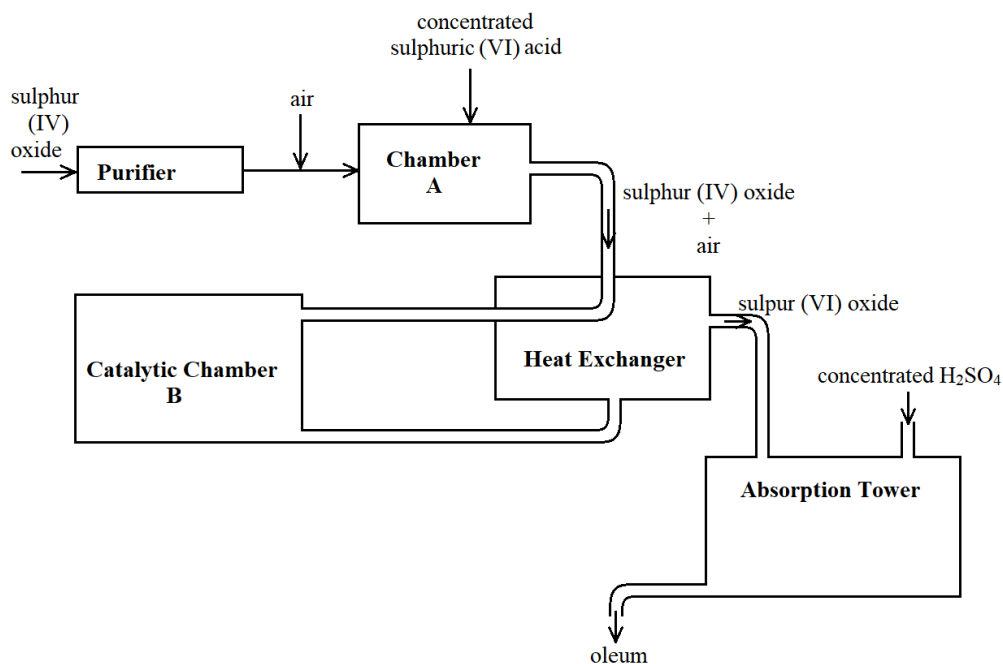 concentrated
sulphuric (VI) acid
sulphur
(IV)
oxide
air
Purifier
Chamber
A
sulphur (IV) oxide
+
air
sulpur (VI) oxide
Catalytic Chamber
B
Heat Exchanger
concentrated H₂SO₄
Absorption Tower
oleum